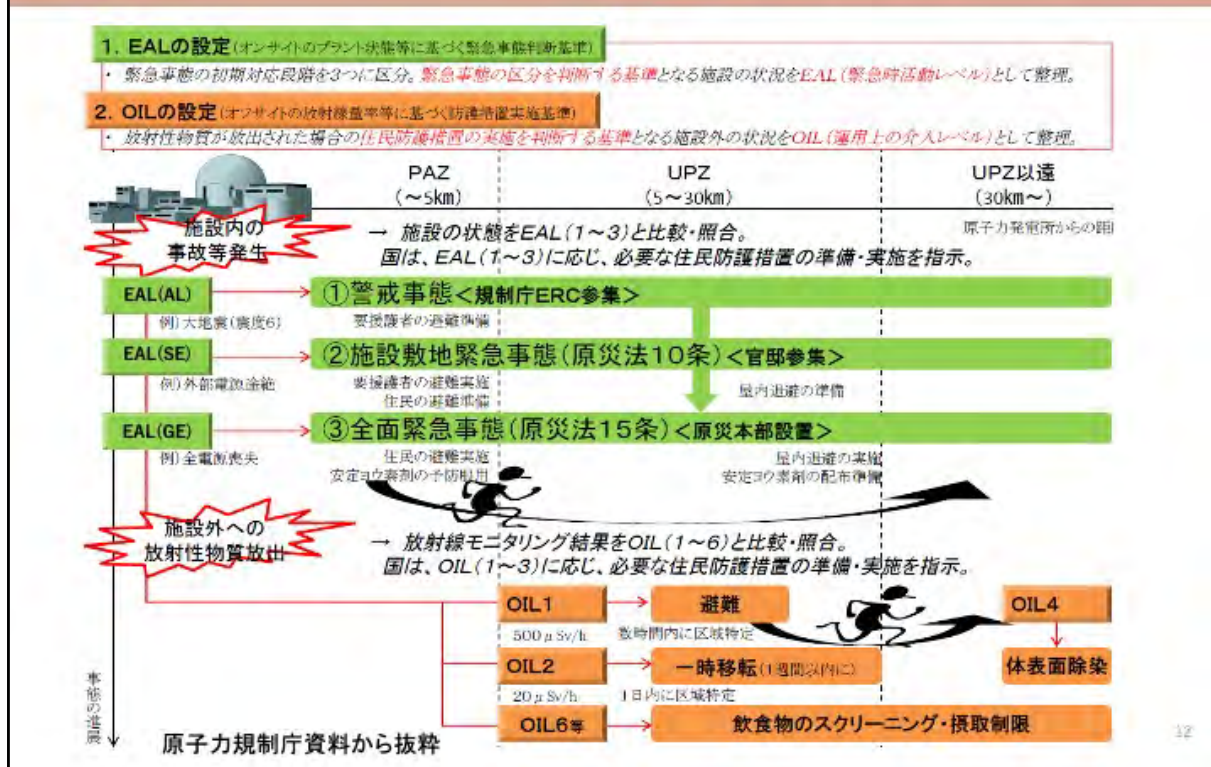 1. EALの設定(オンサイトのプラント状態等に基づく緊急事態判断基準)
・ 緊急事態の初期対応段階を3つに区分。緊急事態の区分を判断する基準となる施設の状況をEAL(緊急時活動レベル)として整理。
2. OILの設定(オフサイトの放射線量率等に基づく防護措置実施基準)
・ 放射性物質が放出された場合の住民防護措置の実施を判断する基準となる施設外の状況をOIL(運用上の介入レベル)として整理。
PAZ
(~5km)
UPZ
(5~30km)
UPZ以遠
(30km~)
原子力発電所からの距
施設内の
事故等発生
→ 施設の状態をEAL(1~3)と比較・照合。
国は、EAL(1~3)に応じ、必要な住民防護措置の準備・実施を指示。
EAL(AL)
①警戒事態<規制庁ERC参集>
例)大地震(震度6)
要援護者の避難準備
EAL(SE)
②施設敷地緊急事態(原災法10条)<官邸参集>
例)外部電源途絶
要援護者の避難実施
住民の避難準備
屋内退避の準備
EAL(GE)
③全面緊急事態(原災法15条)<原災本部設置>
例)全電源喪失
住民の避難実施
安定ヨウ素剤の予防服用
屋内退避の実施
安定ヨウ素剤の配布準備
施設外への
放射性物質放出
→ 放射線モニタリング結果をOIL(1~6)と比較・照合。
国は、OIL(1~3)に応じ、必要な住民防護措置の準備・実施を指示。
OIL1
避難
OIL4
500μSv/h
数時間内に区域特定
OIL2
一時移転(1週間以内に)
体表面除染
20μSv/h
1日内に区域特定
OIL6等
飲食物のスクリーニング・摂取制限
事態の進展
原子力規制庁資料から抜粋
12